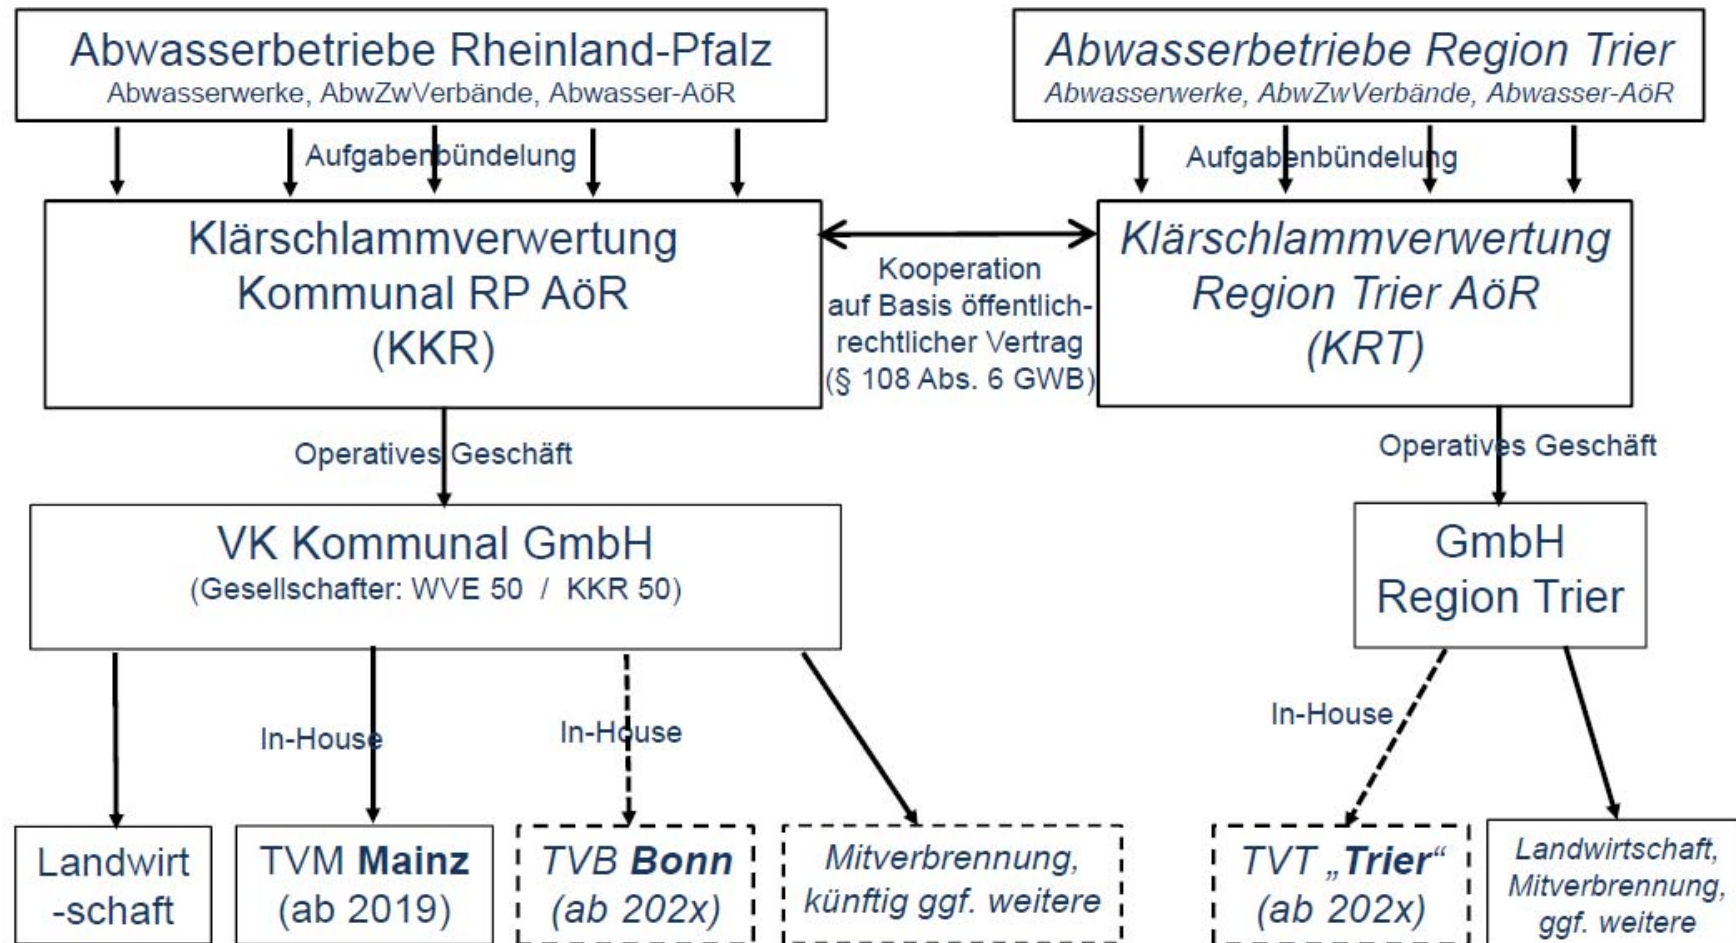 Abwasserbetriebe Rheinland-Pfalz
Abwasserwerke, AbwZwVerbände, Abwasser-AöR
Abwasserbetriebe Region Trier
Abwasserwerke, AbwZwVerbände, Abwasser-AöR
Aufgabenbündelung
Aufgabenbündelung
Klärschlammverwertung
Kommunal RP AöR
(KKR)
Kooperation
auf Basis öffentlich-
rechtlicher Vertrag
(§ 108 Abs. 6 GWB)
Klärschlammverwertung
Region Trier AöR
(KRT)
Operatives Geschäft
Operatives Geschäft
VK Kommunal GmbH
(Gesellschafter: WVE 50 / KKR 50)
GmbH
Region Trier
In-House
In-House
In-House
Landwirt
-schaft
TVM Mainz
(ab 2019)
TVB Bonn
(ab 202x)
Mitverbrennung,
künftig ggf. weitere
TVT „Trier“
(ab 202x)
Landwirtschaft,
Mitverbrennung,
ggf. weitere